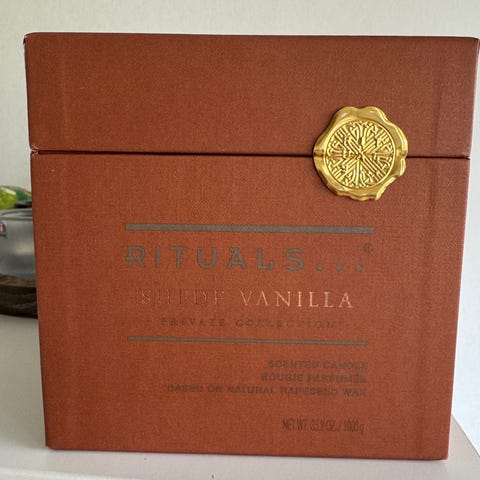 RITUALS...®
SUEDE VANILLA
PRIVATE COLLECTION
SCENTED CANDLE
BOUGIE PARFUMÉE
BASED ON NATURAL RAPESEED WAX
NET WT. 35.2 OZ. / 1000 g